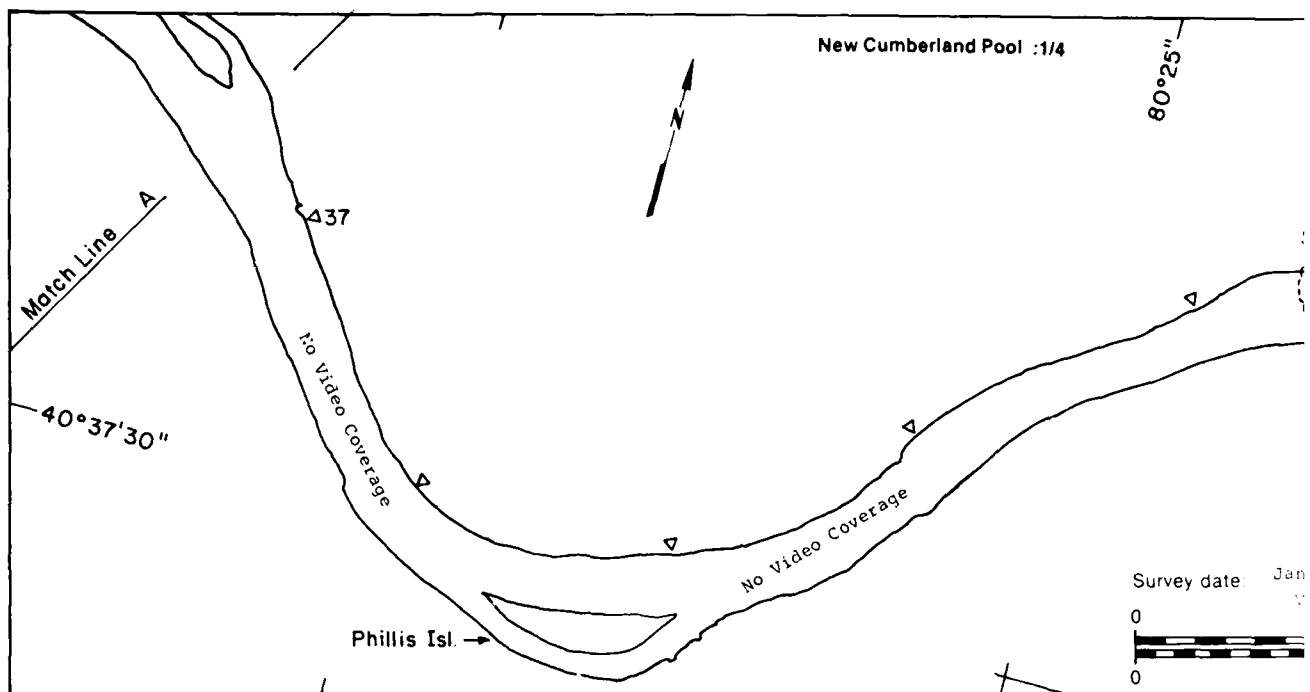 New Cumberland Pool :1/4
80°25"
N
Match Line A
37
No Video Coverage
40°37'30"
No Video Coverage
Phillis Isl.
Survey date: Jan
0
0